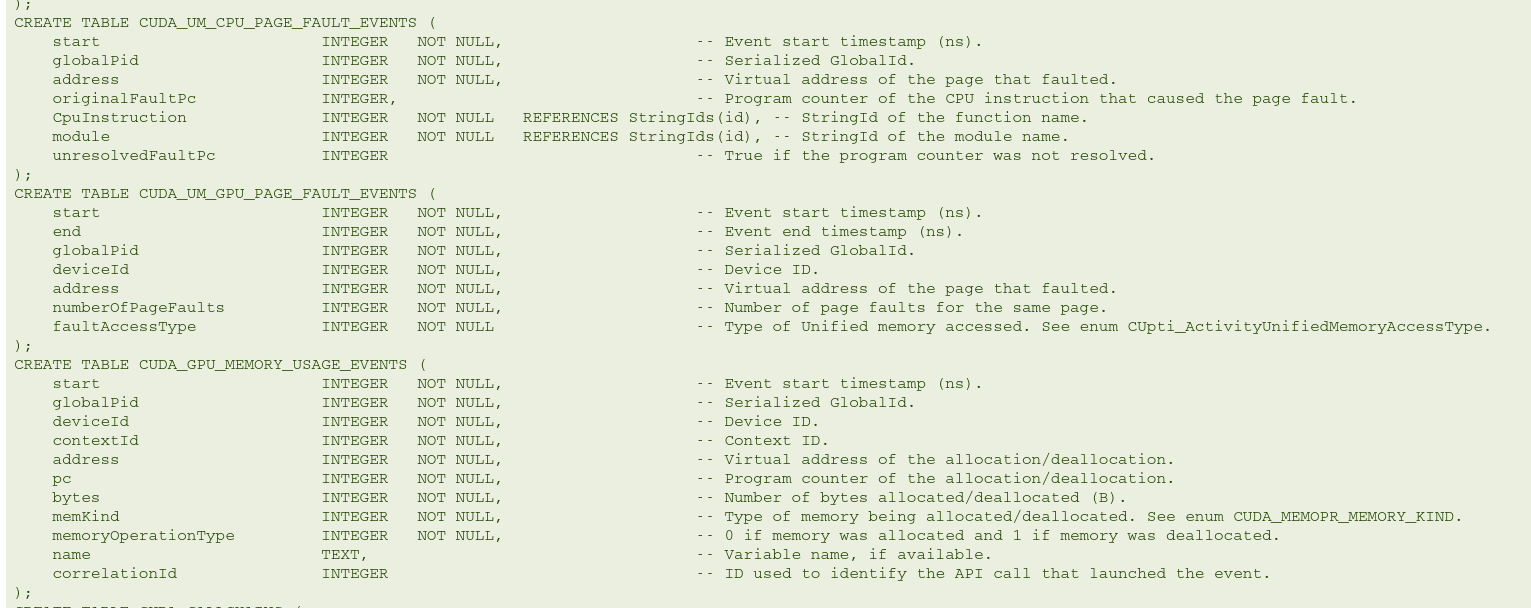 );
CREATE TABLE CUDA_UM_CPU_PAGE_FAULT_EVENTS (
    start                       INTEGER   NOT NULL,                    -- Event start timestamp (ns).
    globalPid                   INTEGER   NOT NULL,                    -- Serialized GlobalId.
    address                     INTEGER   NOT NULL,                    -- Virtual address of the page that faulted.
    originalFaultPc             INTEGER,                               -- Program counter of the CPU instruction that caused the page fault.
    CpuInstruction              INTEGER   NOT NULL   REFERENCES StringIds(id), -- StringId of the function name.
    module                      INTEGER   NOT NULL   REFERENCES StringIds(id), -- StringId of the module name.
    unresolvedFaultPc           INTEGER                                -- True if the program counter was not resolved.
);
CREATE TABLE CUDA_UM_GPU_PAGE_FAULT_EVENTS (
    start                       INTEGER   NOT NULL,                    -- Event start timestamp (ns).
    end                         INTEGER   NOT NULL,                    -- Event end timestamp (ns).
    globalPid                   INTEGER   NOT NULL,                    -- Serialized GlobalId.
    deviceId                    INTEGER   NOT NULL,                    -- Device ID.
    address                     INTEGER   NOT NULL,                    -- Virtual address of the page that faulted.
    numberOfPageFaults          INTEGER   NOT NULL,                    -- Number of page faults for the same page.
    faultAccessType             INTEGER   NOT NULL                     -- Type of Unified memory accessed. See enum CUpti_ActivityUnifiedMemoryAccessType.
);
CREATE TABLE CUDA_GPU_MEMORY_USAGE_EVENTS (
    start                       INTEGER   NOT NULL,                    -- Event start timestamp (ns).
    globalPid                   INTEGER   NOT NULL,                    -- Serialized GlobalId.
    deviceId                    INTEGER   NOT NULL,                    -- Device ID.
    contextId                   INTEGER   NOT NULL,                    -- Context ID.
    address                     INTEGER   NOT NULL,                    -- Virtual address of the allocation/deallocation.
    pc                          INTEGER   NOT NULL,                    -- Program counter of the allocation/deallocation.
    bytes                       INTEGER   NOT NULL,                    -- Number of bytes allocated/deallocated (B).
    memKind                     INTEGER   NOT NULL,                    -- Type of memory being allocated/deallocated. See enum CUDA_MEMOPR_MEMORY_KIND.
    memoryOperationType         INTEGER   NOT NULL,                    -- 0 if memory was allocated and 1 if memory was deallocated.
    name                        TEXT,                                  -- Variable name, if available.
    correlationId               INTEGER                                -- ID used to identify the API call that launched the event.
);